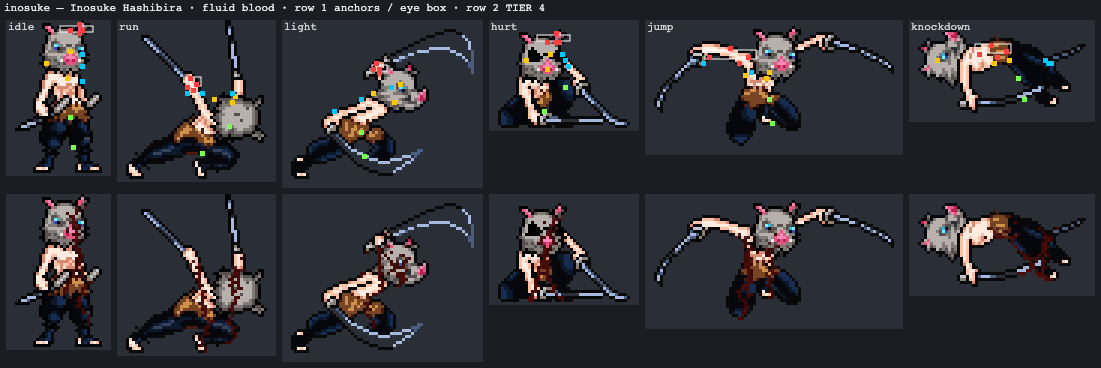 inosuke — Inosuke Hashibira · fluid blood · row 1 anchors / eye box · row 2 TIER 4
idle run light hurt jump knockdown